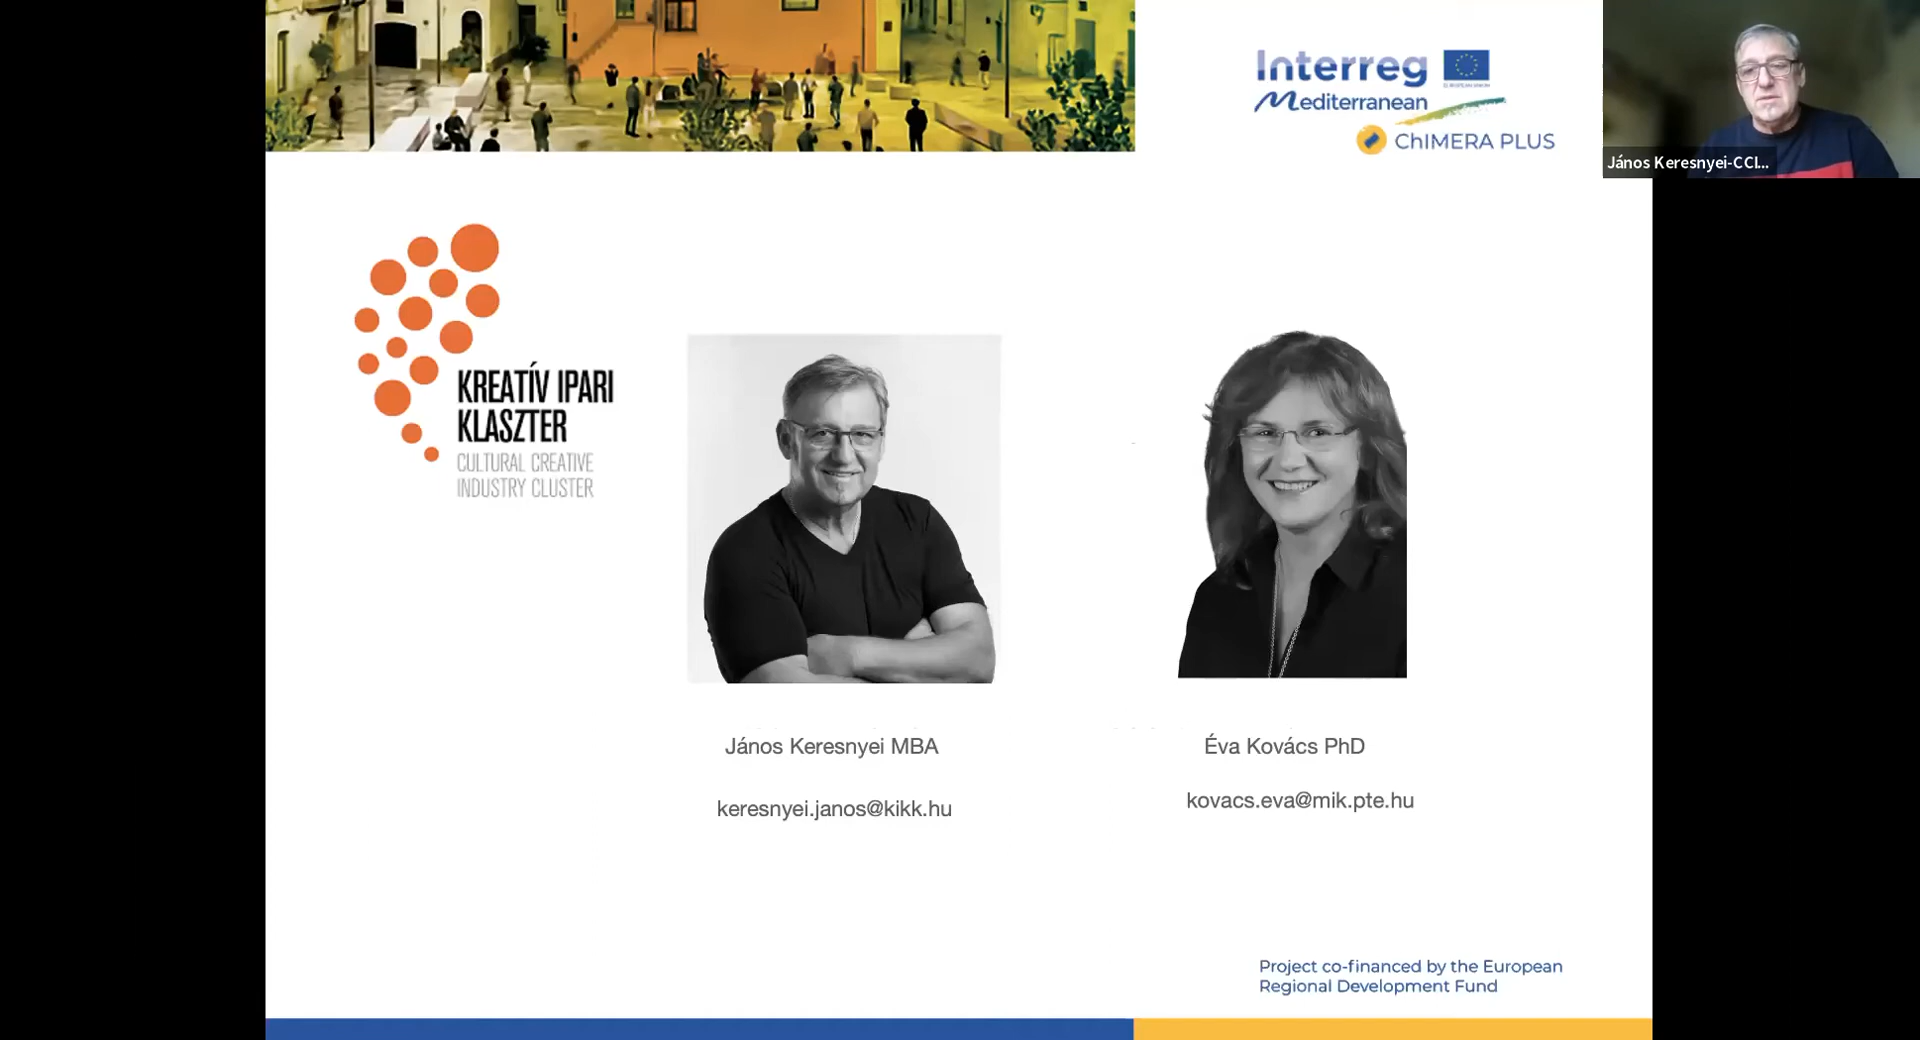 Interreg
Mediterranean
EUROPEAN UNION
ChIMERA PLUS
János Keresnyei-CCI...
KREATÍV IPARI
KLASZTER
CULTURAL CREATIVE
INDUSTRY CLUSTER
János Keresnyei MBA
keresnyei.janos@kikk.hu
Éva Kovács PhD
kovacs.eva@mik.pte.hu
Project co-financed by the European
Regional Development Fund